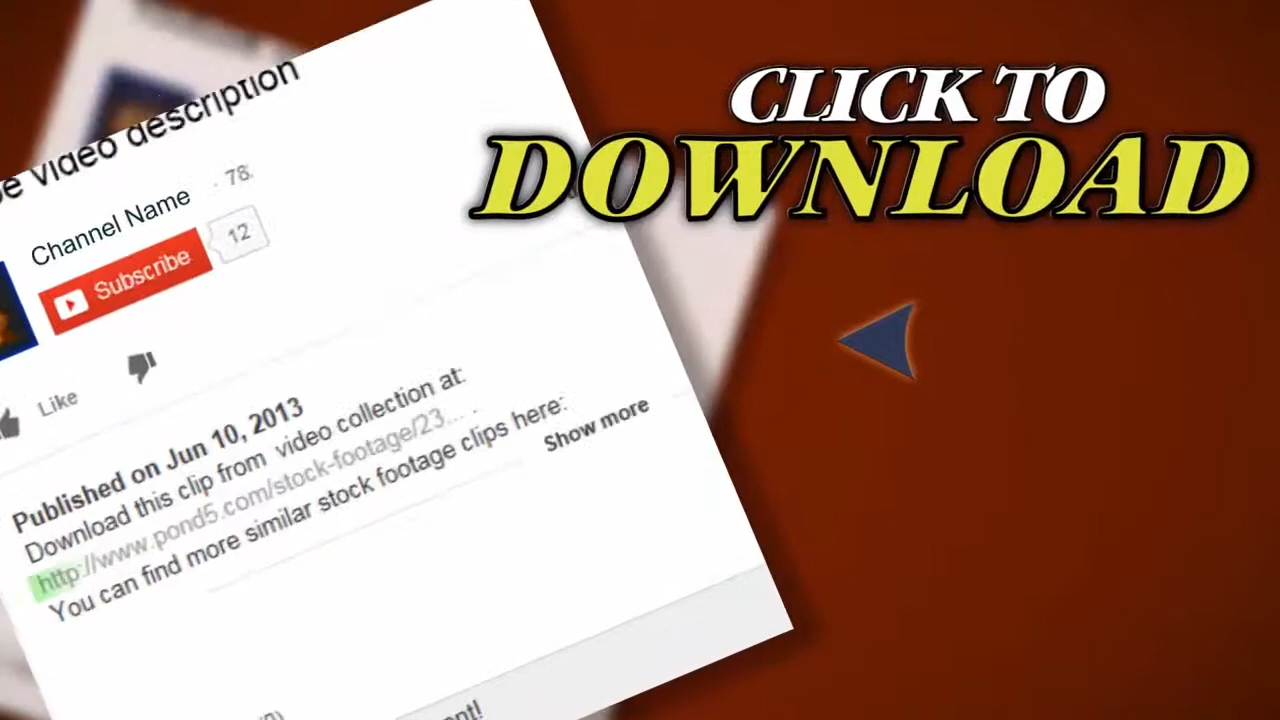 CLICK TO
DOWNLOAD
video description
Channel Name
78
Subscribe
12
Like
Published on Jun 10, 2013
Download this clip from video collection at:
http://www.pond5.com/stock-footage/23...
You can find more similar stock footage clips here:
Show more